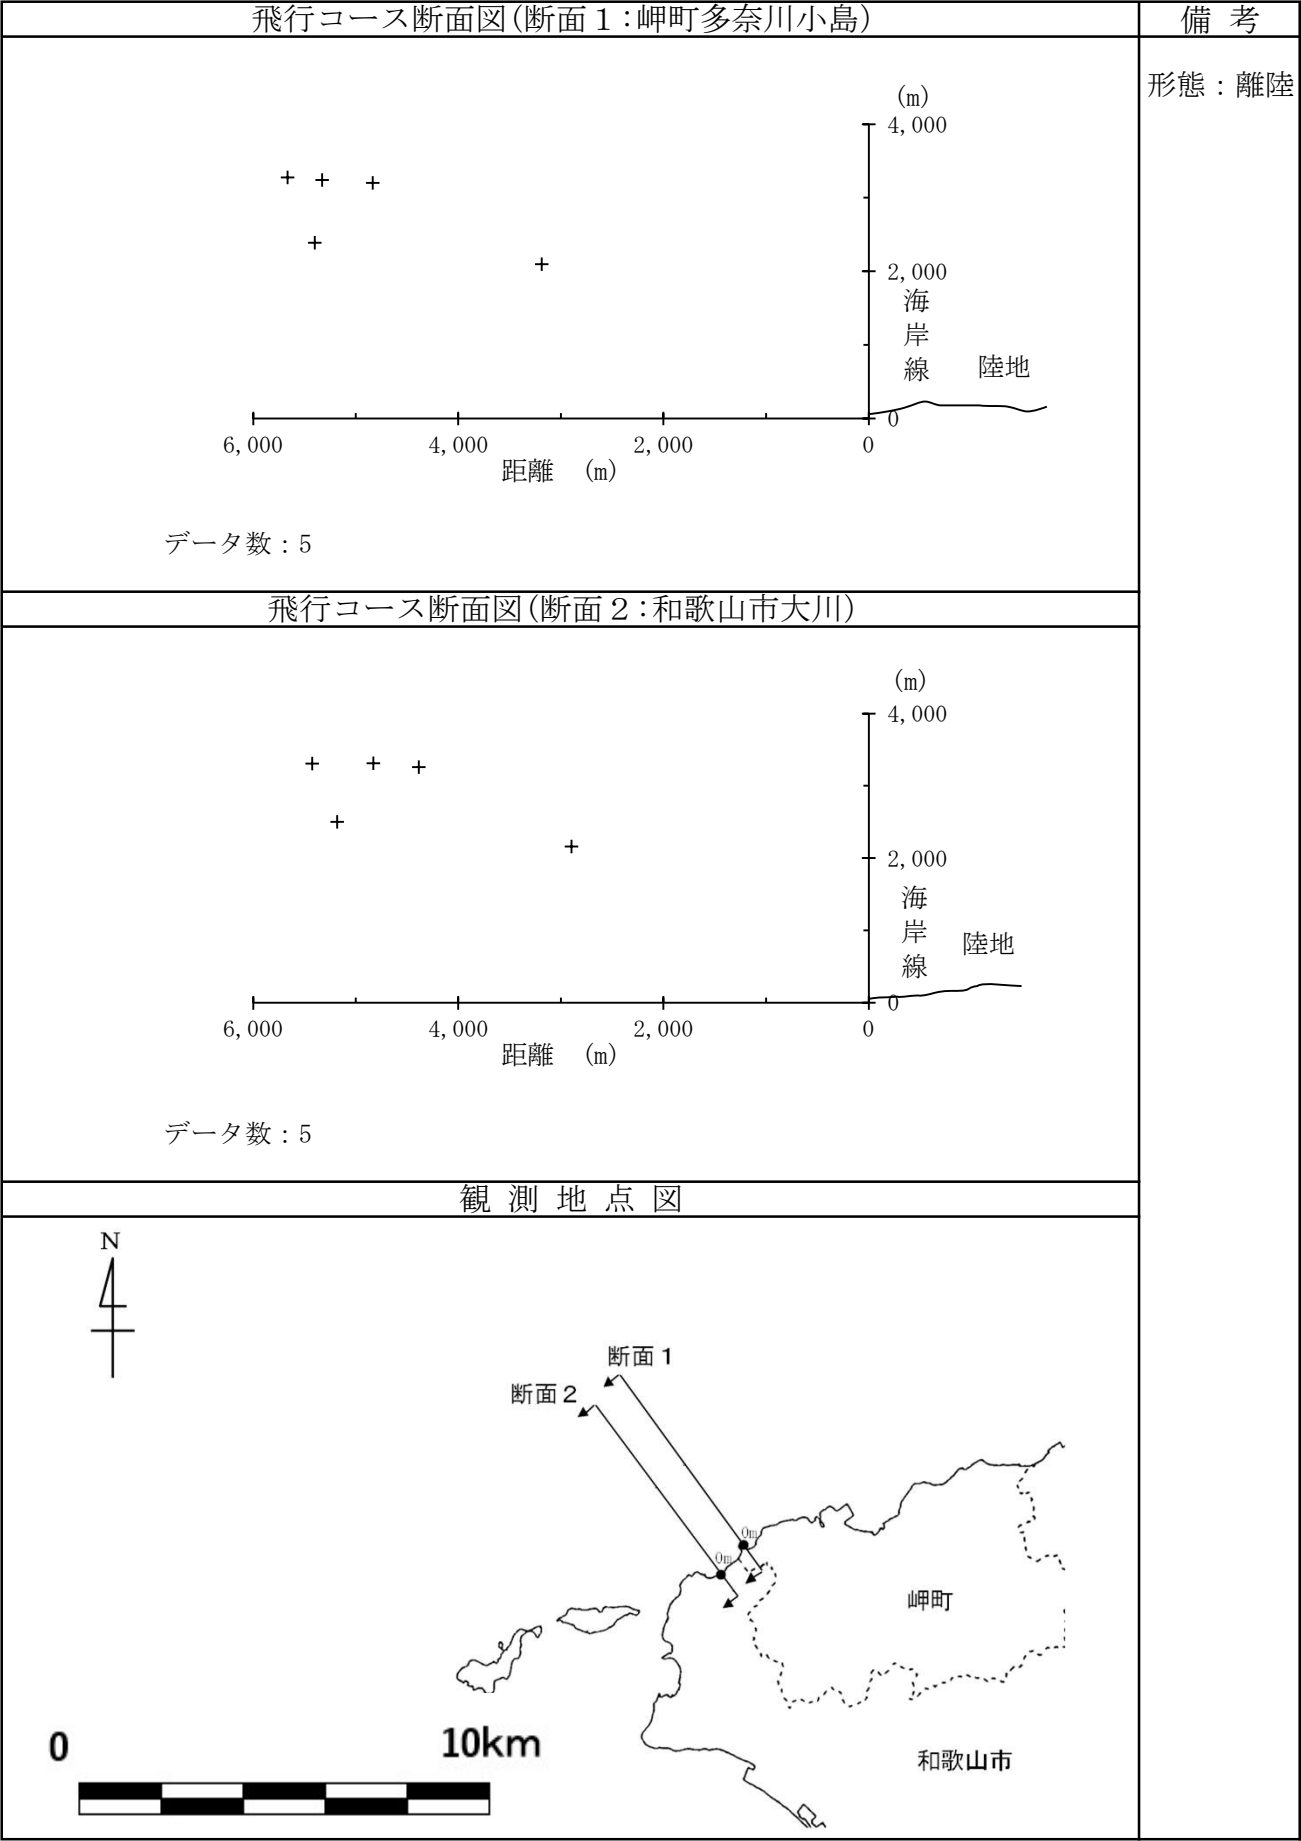 飛行コース断面図(断面１:岬町多奈川小島)
備 考
形態：離陸
(m)
4,000
2,000
海岸線
陸地
0
6,000 4,000 2,000 0
距離 (m)
データ数：5
飛行コース断面図(断面２:和歌山市大川)
(m)
4,000
2,000
海岸線
陸地
0
6,000 4,000 2,000 0
距離 (m)
データ数：5
観 測 地 点 図
N
断面１
断面２
0m
0m
岬町
和歌山市
0 10km